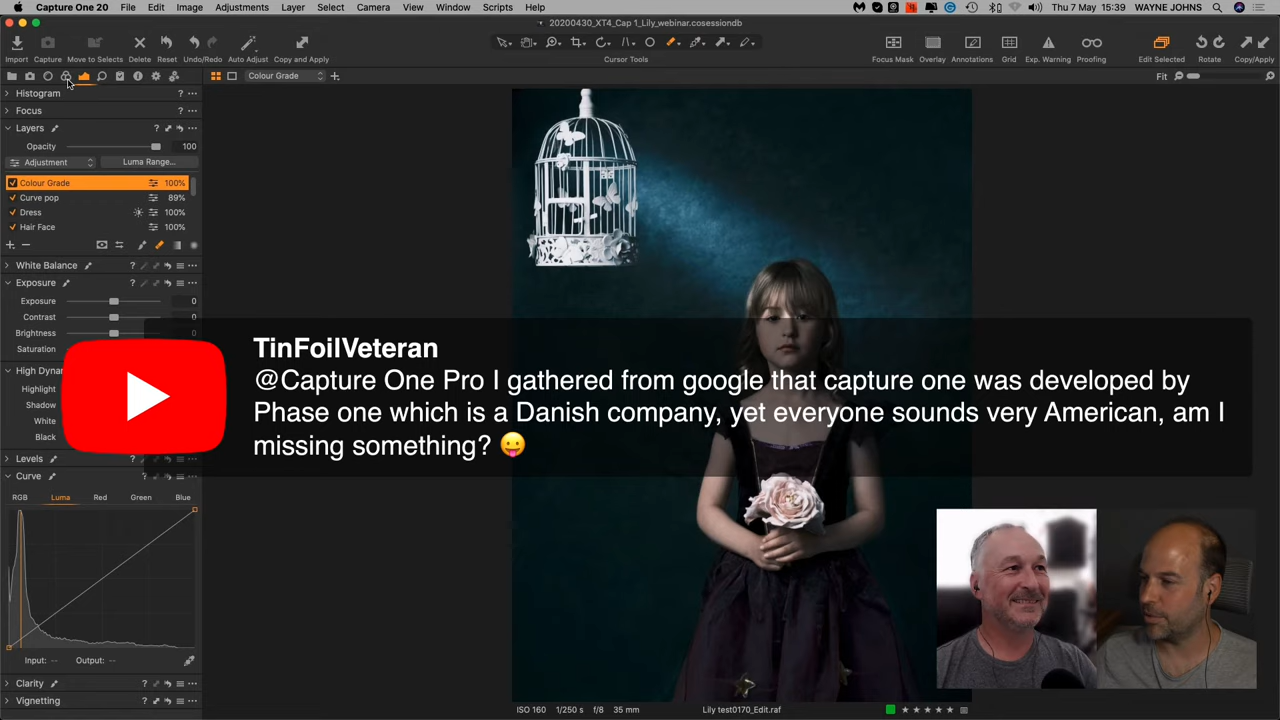 Capture One 20 File Edit Image Adjustments Layer Select Camera View Window Scripts Help Thu 7 May 15:39 WAYNE JOHNS
20200430_XT4_Cap 1_Lily_webinar.cosessiondb
Import Capture Move to Selections Delete Reset Undo/Redo Auto Adjust Copy and Apply Cursor Tools Focus Mask Overlay Annotations Grid Exp. Warning Proofing Edit Selected Rotate Copy/Apply
Colour Grade Fit
Histogram ? ...
Focus ? ...
Layers ? ...
Opacity 100
Adjustment Luma Range...
Colour Grade 100%
Curve pop 89%
Dress 100%
Hair Face 100%
White Balance ? ...
Exposure ? ...
Exposure 0
Contrast 0
Brightness 0
Saturation
High Dynam
Highlight
Shadow
White
Black
TinFoilVeteran
@Capture One Pro I gathered from google that capture one was developed by
Phase one which is a Danish company, yet everyone sounds very American, am I
missing something? 😛
Levels ? ...
Curve ? ...
RGB Luma Red Green Blue
Input: -- Output: --
Clarity ? ...
Vignetting ? ...
ISO 160 1/250 s f/8 35 mm Lily test0170_Edit.raf